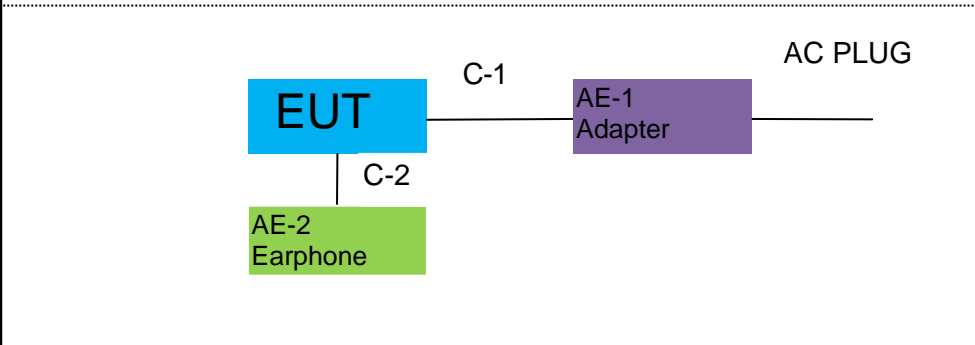 AC PLUG
C-1
EUT
AE-1
Adapter
C-2
AE-2
Earphone